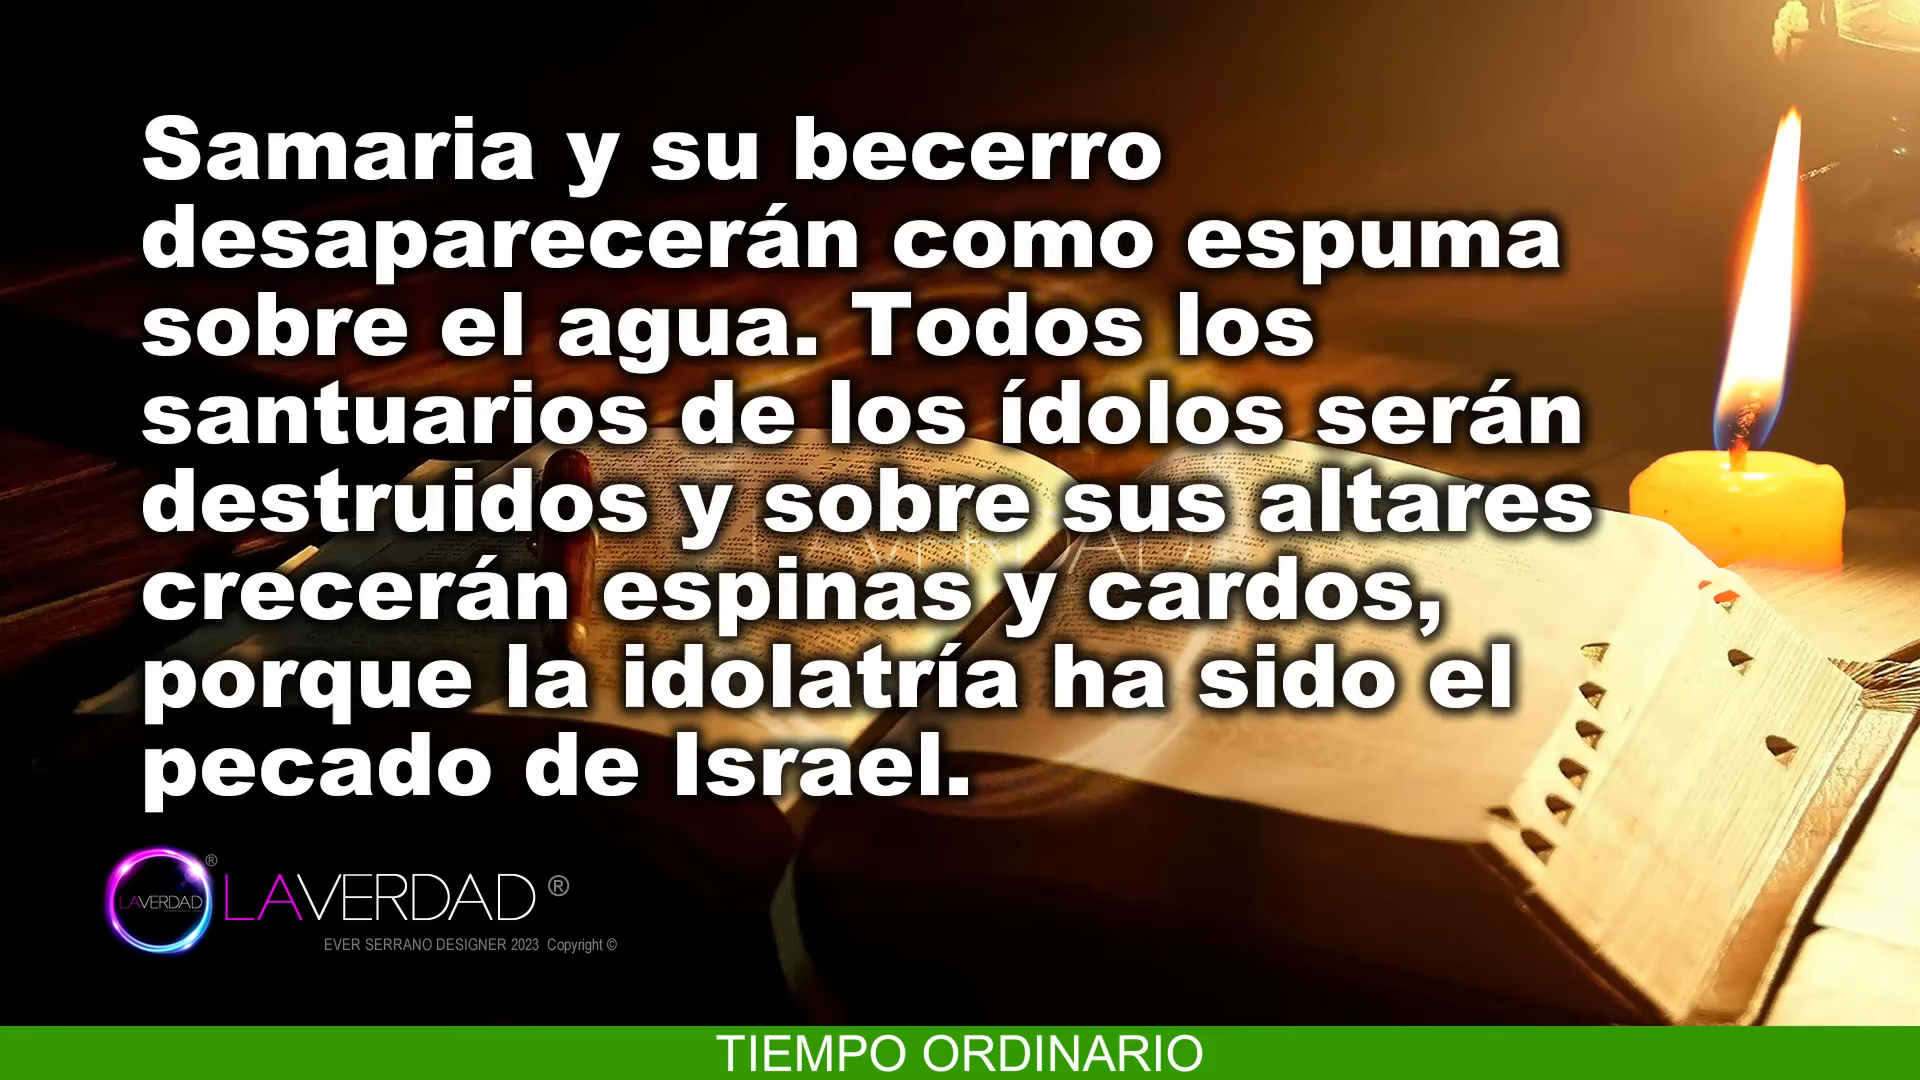 Samaria y su becerro
desaparecerán como espuma
sobre el agua. Todos los
santuarios de los ídolos serán
destruidos y sobre sus altares
crecerán espinas y cardos,
porque la idolatría ha sido el
pecado de Israel.
LAVERDAD ®
LAVERDAD ®
EVER SERRANO DESIGNER 2023 Copyright ©
TIEMPO ORDINARIO